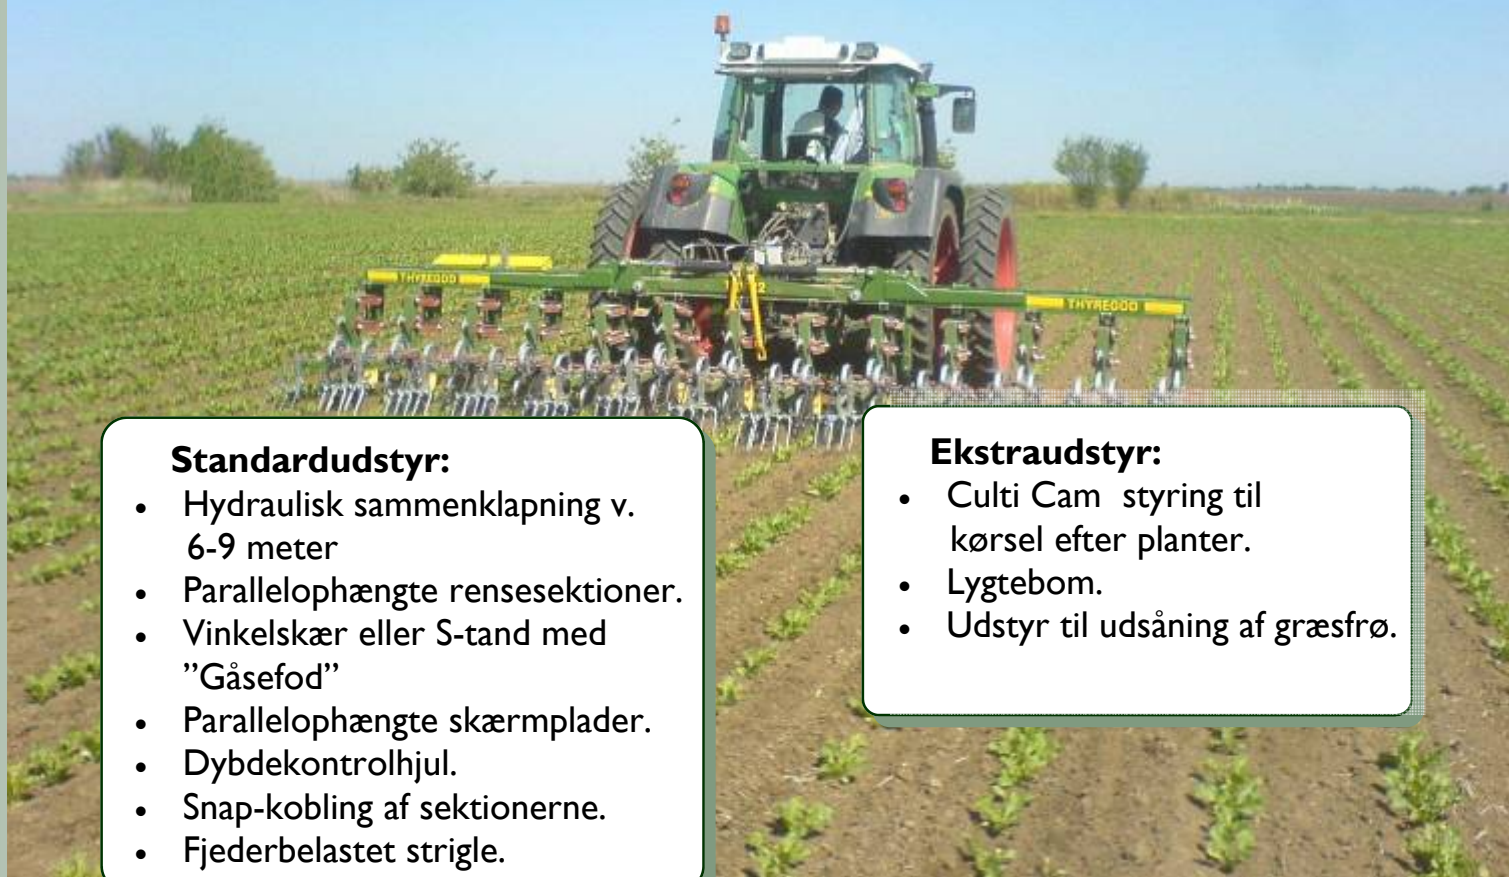 THYREGOD
THYREGOD
Standardudstyr:
• Hydraulisk sammenklapning v.
6-9 meter
• Parallelophængte rensesektioner.
• Vinkelskær eller S-tand med
”Gåsefod”
• Parallelophængte skærmplader.
• Dybdekontrolhjul.
• Snap-kobling af sektionerne.
• Fjederbelastet strigle.
Ekstraudstyr:
• Culti Cam styring til
kørsel efter planter.
• Lygtebom.
• Udstyr til udsåning af græsfrø.